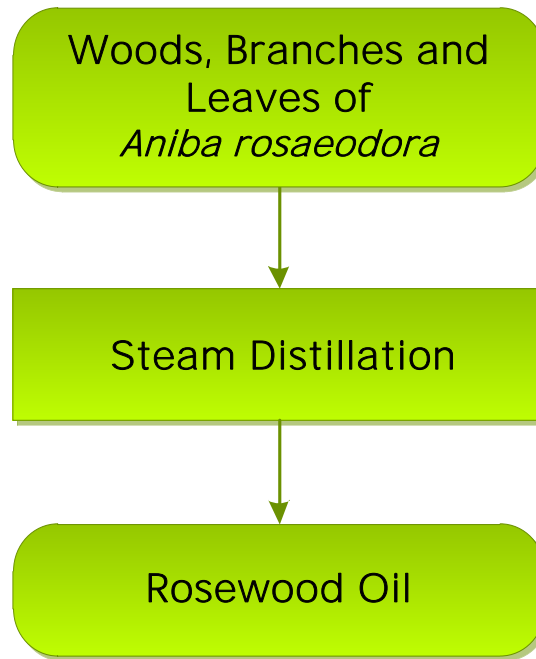 Woods, Branches and
Leaves of
Aniba rosaeodora
Steam Distillation
Rosewood Oil